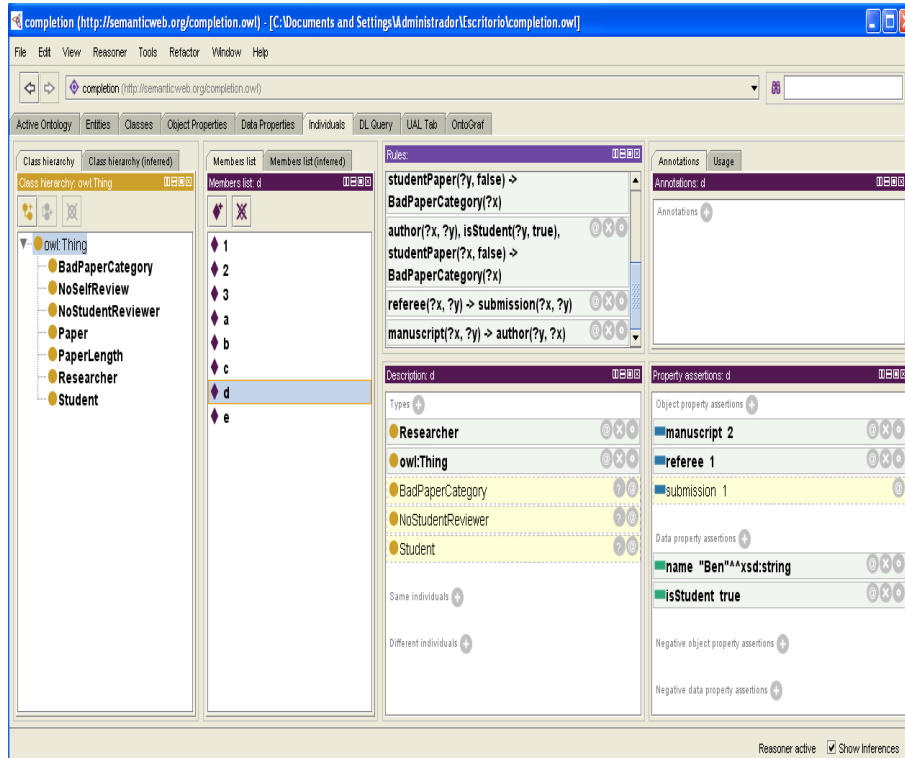 completion (http://semanticweb.org/completion.owl) - [C:\Documents and Settings\Administrador\Escritorio\completion.owl]
File Edit View Reasoner Tools Refactor Window Help
completion (http://semanticweb.org/completion.owl)
Active Ontology Entities Classes Object Properties Data Properties Individuals DL Query UAL Tab OntoGraf
Class hierarchy Class hierarchy (inferred)
Class hierarchy: owl:Thing
owl:Thing
BadPaperCategory
NoSelfReview
NoStudentReviewer
Paper
PaperLength
Researcher
Student
Members list Members list (inferred)
Members list: d
1
2
3
a
b
c
d
e
Rules:
studentPaper(?y, false) ->
BadPaperCategory(?x)
author(?x, ?y), isStudent(?y, true),
studentPaper(?x, false) ->
BadPaperCategory(?x)
referee(?x, ?y) -> submission(?x, ?y)
manuscript(?x, ?y) -> author(?y, ?x)
Description: d
Types
Researcher
owl:Thing
BadPaperCategory
NoStudentReviewer
Student
Same individuals
Different individuals
Annotations Usage
Annotations: d
Annotations
Property assertions: d
Object property assertions
manuscript 2
referee 1
submission 1
Data property assertions
name "Ben"^^xsd:string
isStudent true
Negative object property assertions
Negative data property assertions
Reasoner active Show Inferences